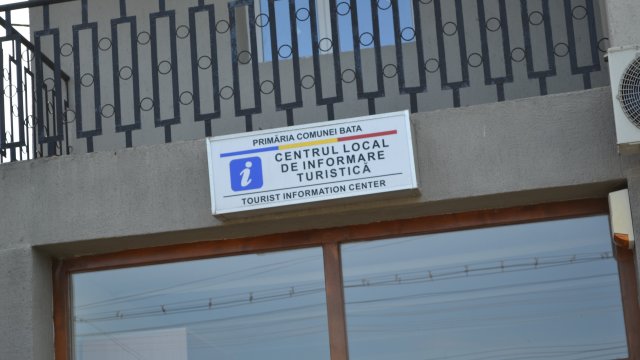 PRIMĂRIA COMUNEI BATA
i
CENTRUL LOCAL
DE INFORMARE
TURISTICĂ
TOURIST INFORMATION CENTER